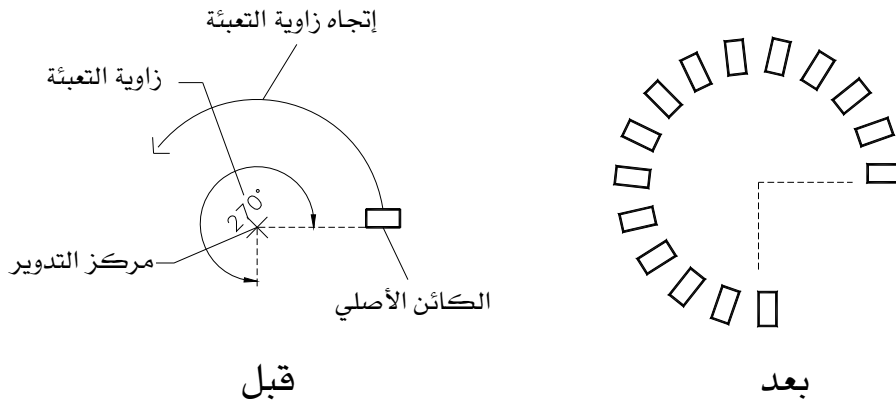 إتجاه زاوية التعبئة
زاوية التعبئة
270°
مركز التدوير
الكائن الأصلي
قبل
بعد